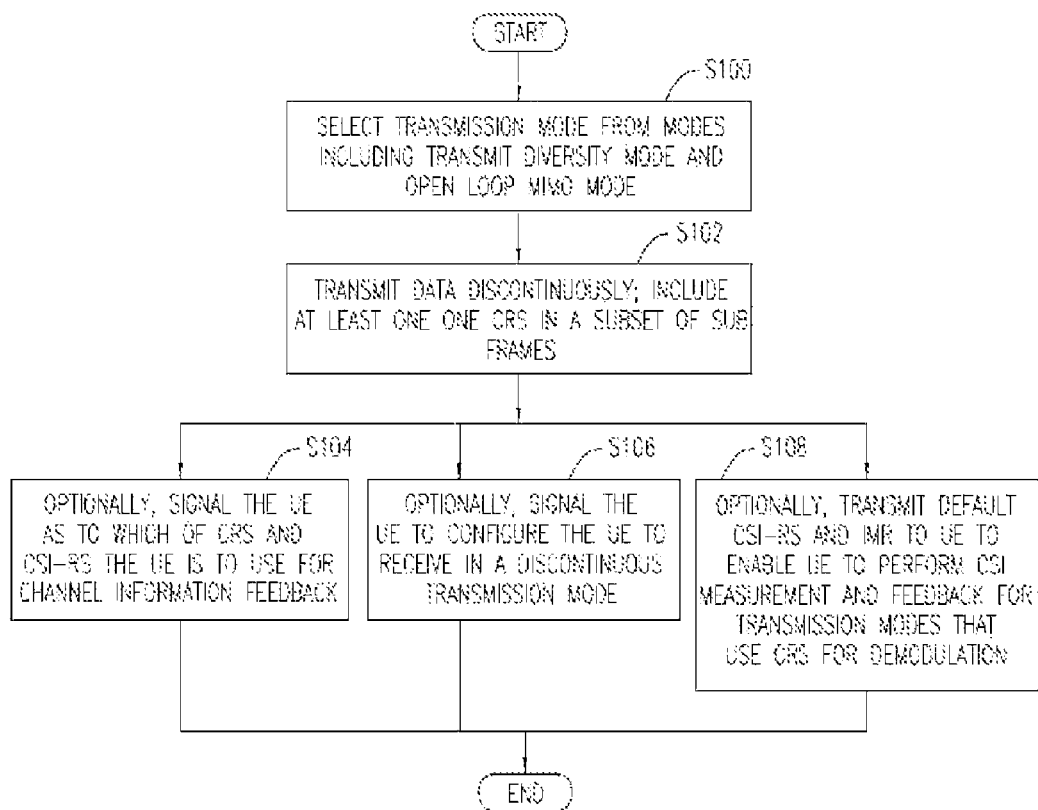 START
S100
SELECT TRANSMISSION MODE FROM MODES
INCLUDING TRANSMIT DIVERSITY MODE AND
OPEN LOOP MIMO MODE
S102
TRANSMIT DATA DISCONTINUOUSLY; INCLUDE
AT LEAST ONE ONE CRS IN A SUBSET OF SUB
FRAMES
S104
OPTIONALLY, SIGNAL THE UE
AS TO WHICH OF CRS AND
CSI-RS THE UE IS TO USE FOR
CHANNEL INFORMATION FEEDBACK
S106
OPTIONALLY, SIGNAL THE
UE TO CONFIGURE THE UE TO
RECEIVE IN A DISCONTINUOUS
TRANSMISSION MODE
S108
OPTIONALLY, TRANSMIT DEFAULT
CSI-RS AND IMR TO UE TO
ENABLE UE TO PERFORM CSI
MEASUREMENT AND FEEDBACK FOR
TRANSMISSION MODES THAT
USE CRS FOR DEMODULATION
END